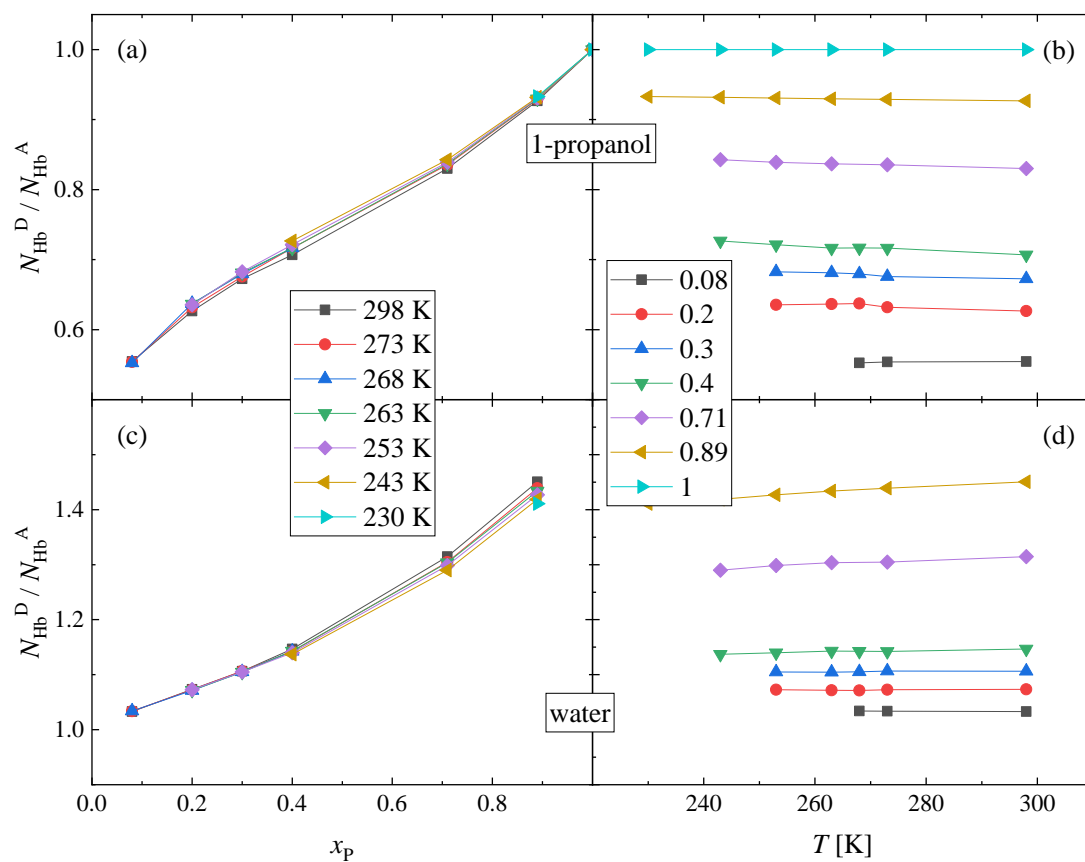 (a)
(b)
1.0
0.8
0.6
N_Hb^D / N_Hb^A
1-propanol
298 K
273 K
268 K
263 K
253 K
243 K
230 K
0.08
0.2
0.3
0.4
0.71
0.89
1
(c)
(d)
1.4
1.2
1.0
N_Hb^D / N_Hb^A
water
0.0 0.2 0.4 0.6 0.8
240 260 280 300
x_P
T [K]